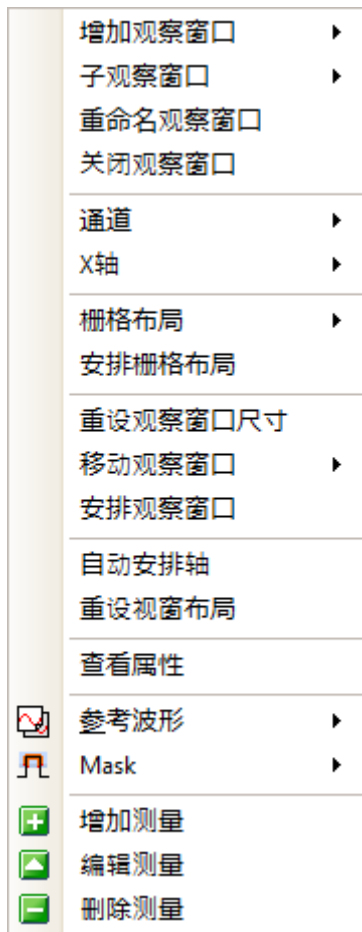 增加观察窗口
子观察窗口
重命名观察窗口
关闭观察窗口
通道
X轴
栅格布局
安排栅格布局
重设观察窗口尺寸
移动观察窗口
安排观察窗口
自动安排轴
重设视窗布局
查看属性
参考波形
Mask
增加测量
编辑测量
删除测量